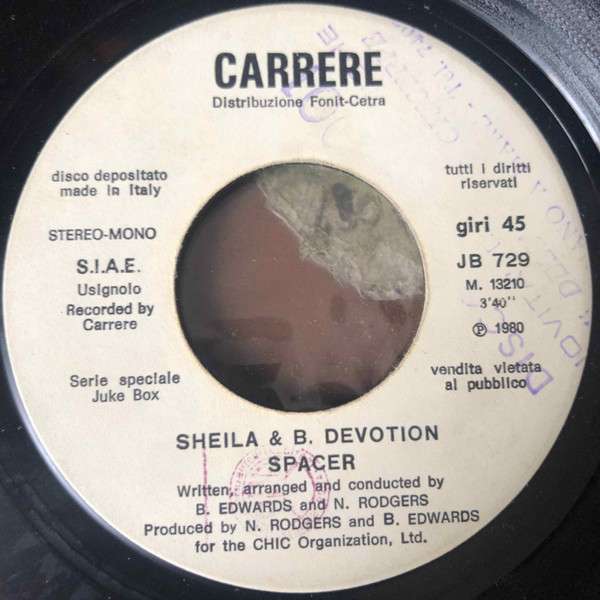 CARRERE
Distribuzione Fonit-Cetra
disco depositato
made in Italy
STEREO-MONO
S.I.A.E.
Usignolo
Recorded by
Carrere
Serie speciale
Juke Box
tutti i diritti
riservati
giri 45
JB 729
M. 13210
3'40"
℗ 1980
vendita vietata
al pubblico
SHEILA & B. DEVOTION
SPACER
Written, arranged and conducted by
B. EDWARDS and N. RODGERS
Produced by N. RODGERS and B. EDWARDS
for the CHIC Organization, Ltd.